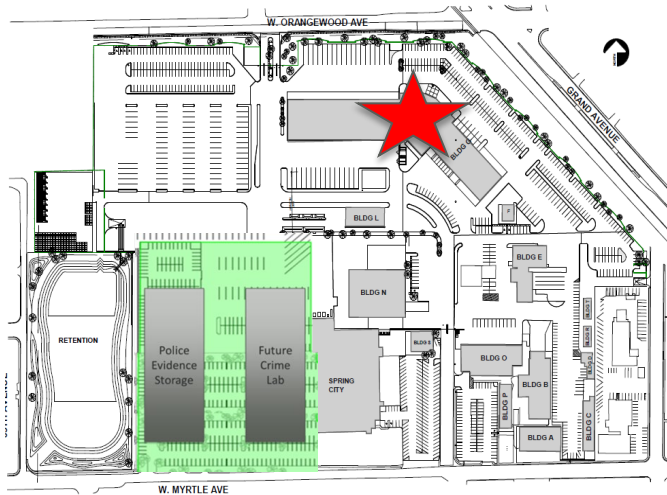 W. ORANGEWOOD AVE
NORTH
GRAND AVENUE
BLDG G
BLDG L
F
BLDG E
BLDG N
RETENTION
Police
Evidence
Storage
Future
Crime
Lab
SPRING
CITY
BLDG O
BLDG B
BLDG P
BLDG A
BLDG C
W. MYRTLE AVE